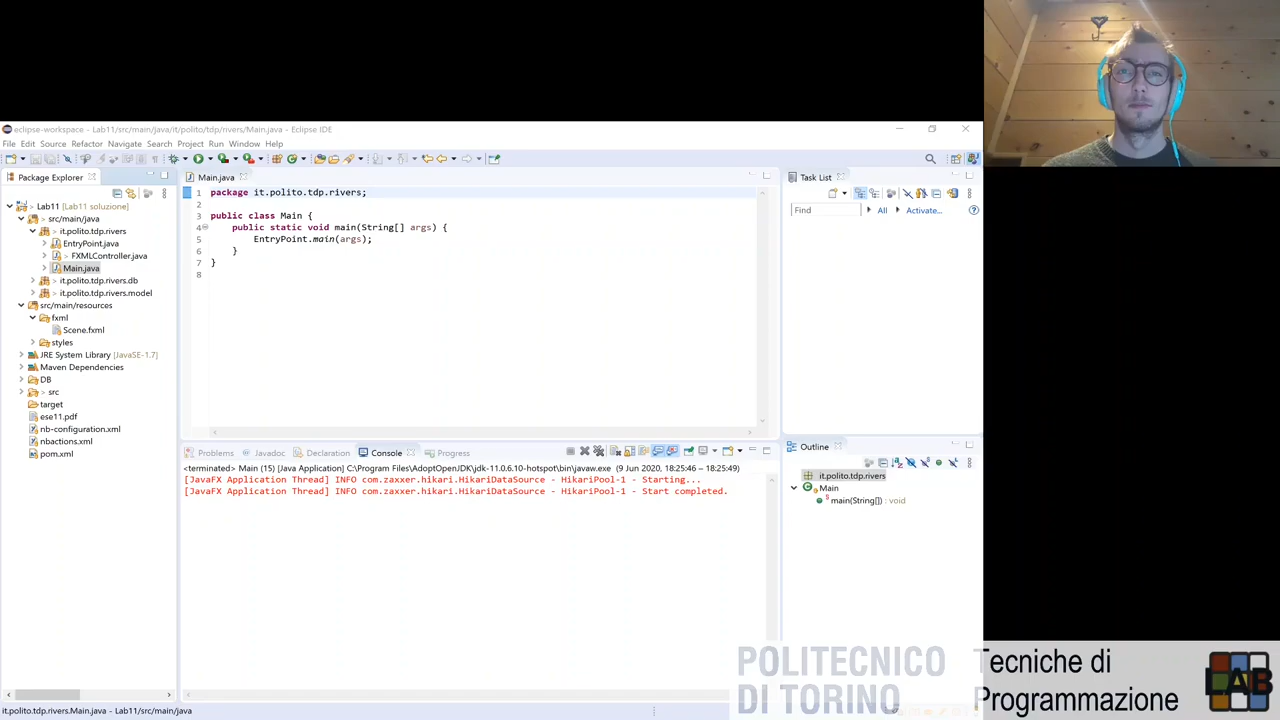 eclipse-workspace - Lab11/src/main/java/it/polito/tdp/rivers/Main.java - Eclipse IDE
File Edit Source Refactor Navigate Search Project Run Window Help
Package Explorer
Lab11 [Lab11 soluzione]
src/main/java
it.polito.tdp.rivers
EntryPoint.java
FXMLController.java
Main.java
it.polito.tdp.rivers.db
it.polito.tdp.rivers.model
src/main/resources
fxml
Scene.fxml
styles
JRE System Library [JavaSE-1.7]
Maven Dependencies
DB
src
target
ese11.pdf
nb-configuration.xml
nbactions.xml
pom.xml
Main.java
1 package it.polito.tdp.rivers;
2
3 public class Main {
4 public static void main(String[] args) {
5 EntryPoint.main(args);
6 }
7 }
8
Task List
Find All Activate...
Problems Javadoc Declaration Console Progress
<terminated> Main (15) [Java Application] C:\Program Files\AdoptOpenJDK\jdk-11.0.6.10-hotspot\bin\javaw.exe (9 Jun 2020, 18:25:46 – 18:25:49)
[JavaFX Application Thread] INFO com.zaxxer.hikari.HikariDataSource - HikariPool-1 - Starting...
[JavaFX Application Thread] INFO com.zaxxer.hikari.HikariDataSource - HikariPool-1 - Start completed.
Outline
it.polito.tdp.rivers
Main
main(String[]) : void
it.polito.tdp.rivers.Main.java - Lab11/src/main/java
POLITECNICO
DI TORINO
Tecniche di
Programmazione
LAB